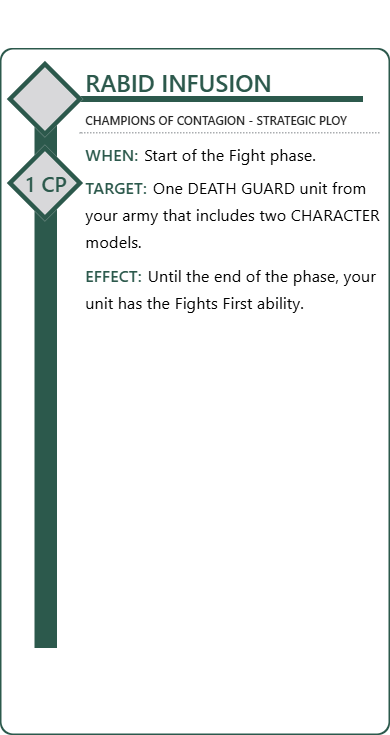 RABID INFUSION
CHAMPIONS OF CONTAGION - STRATEGIC PLOY
1 CP
WHEN: Start of the Fight phase.
TARGET: One DEATH GUARD unit from
your army that includes two CHARACTER
models.
EFFECT: Until the end of the phase, your
unit has the Fights First ability.